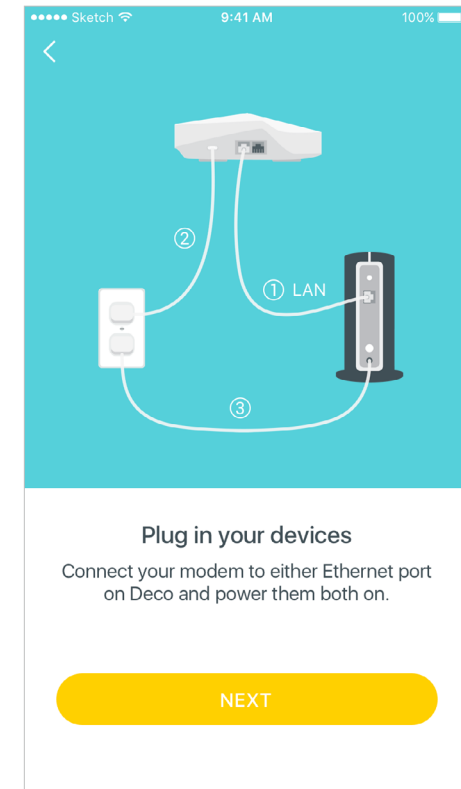 ●●●●● Sketch 9:41 AM 100%
② 
① LAN
③
Plug in your devices
Connect your modem to either Ethernet port
on Deco and power them both on.
NEXT